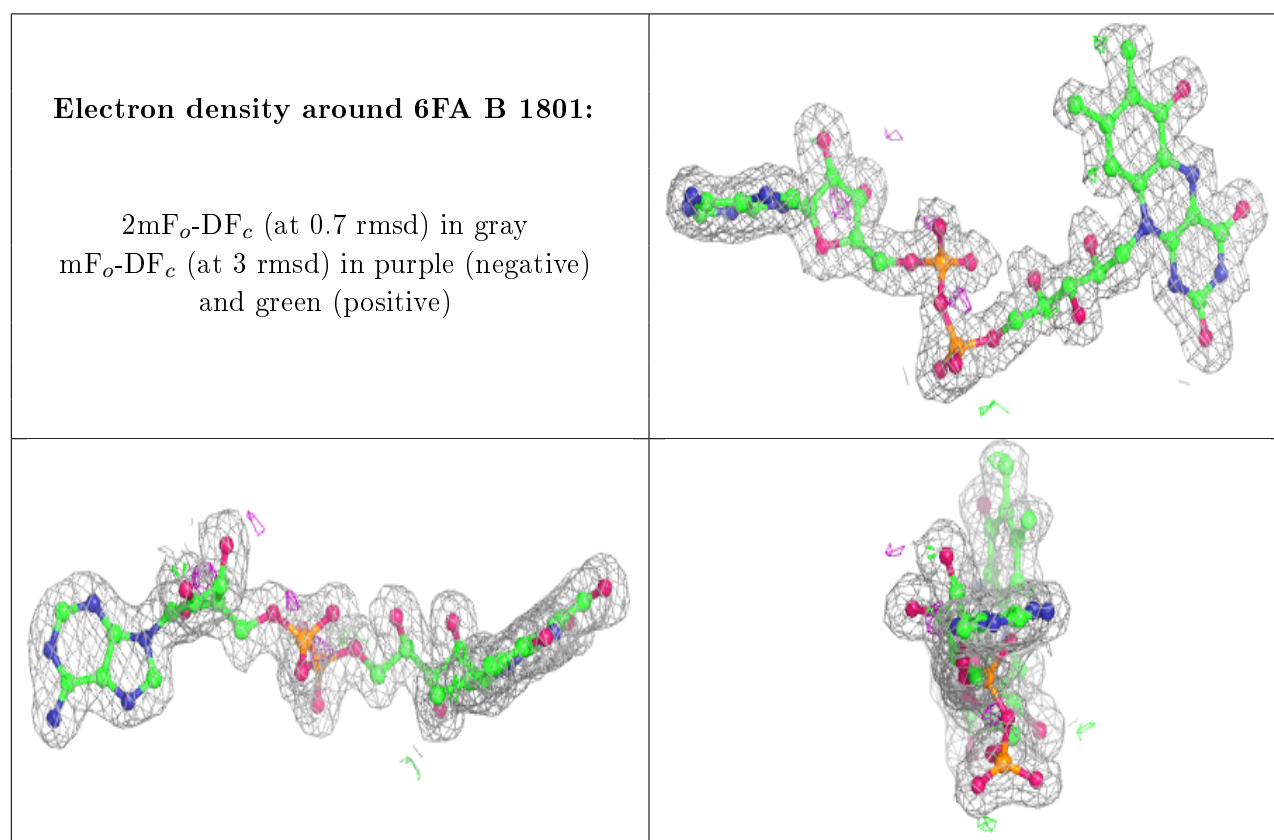 Electron density around 6FA B 1801:
2mFₒ-DF𝒸 (at 0.7 rmsd) in gray
mFₒ-DF𝒸 (at 3 rmsd) in purple (negative)
and green (positive)